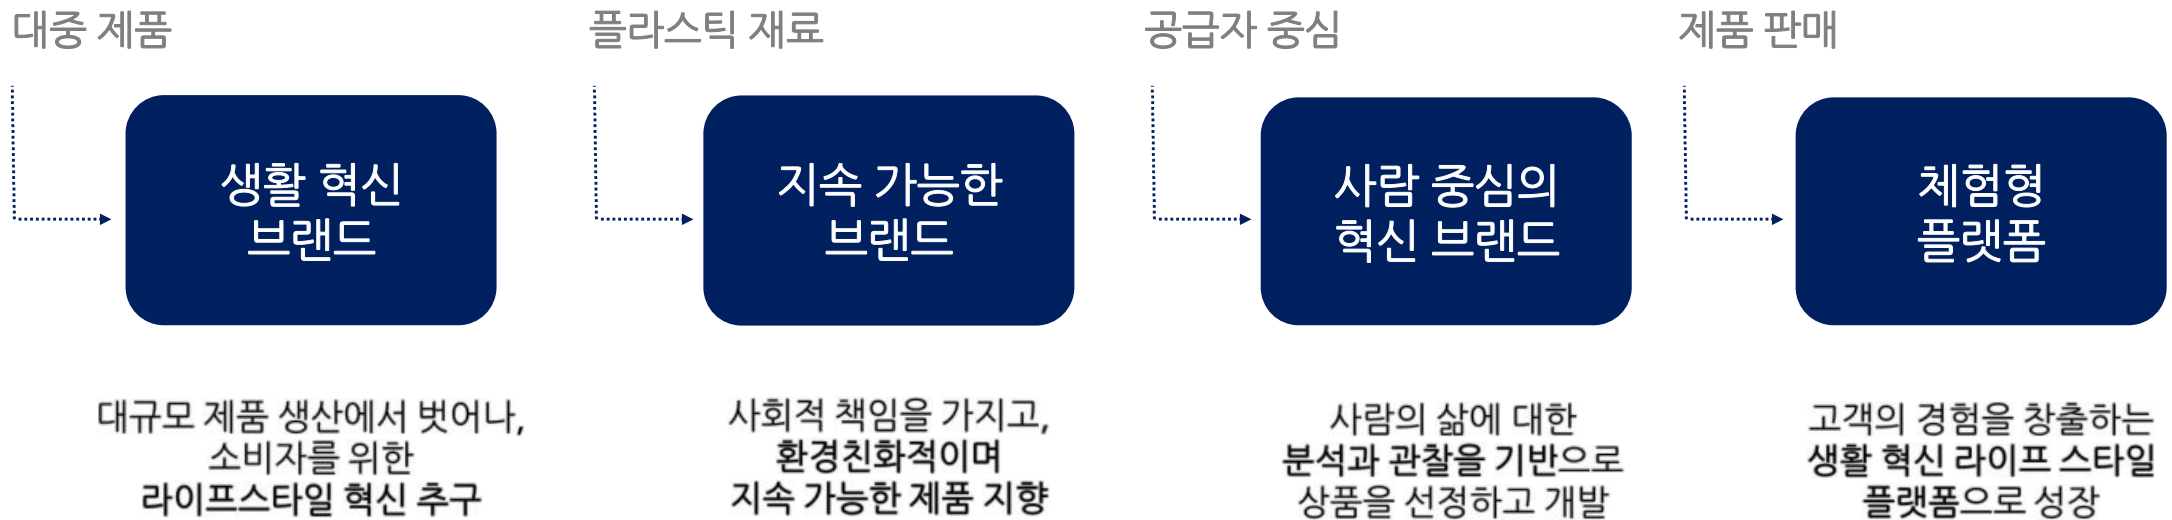 대중 제품
생활 혁신
브랜드
대규모 제품 생산에서 벗어나,
소비자를 위한
라이프스타일 혁신 추구
플라스틱 재료
지속 가능한
브랜드
사회적 책임을 가지고,
환경친화적이며
지속 가능한 제품 지향
공급자 중심
사람 중심의
혁신 브랜드
사람의 삶에 대한
분석과 관찰을 기반으로
상품을 선정하고 개발
제품 판매
체험형
플랫폼
고객의 경험을 창출하는
생활 혁신 라이프 스타일
플랫폼으로 성장